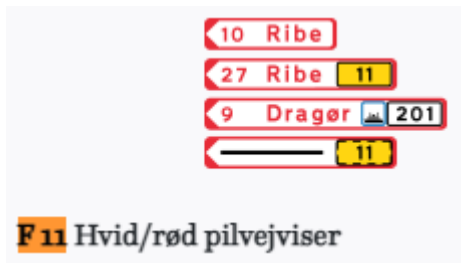 10 Ribe
27 Ribe 11
9 Dragør 201
11
F 11 Hvid/rød pilvejviser